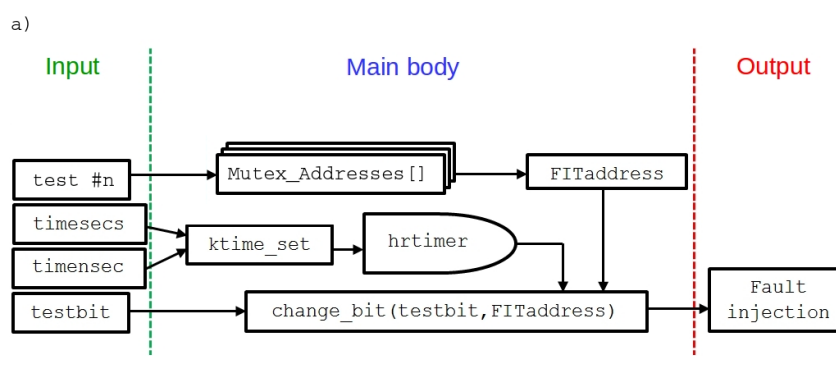 a)
Input
Main body
Output
test #n
Mutex_Addresses[]
FITaddress
timesecs
timensec
ktime_set
hrtimer
testbit
change_bit(testbit,FITaddress)
Fault
injection